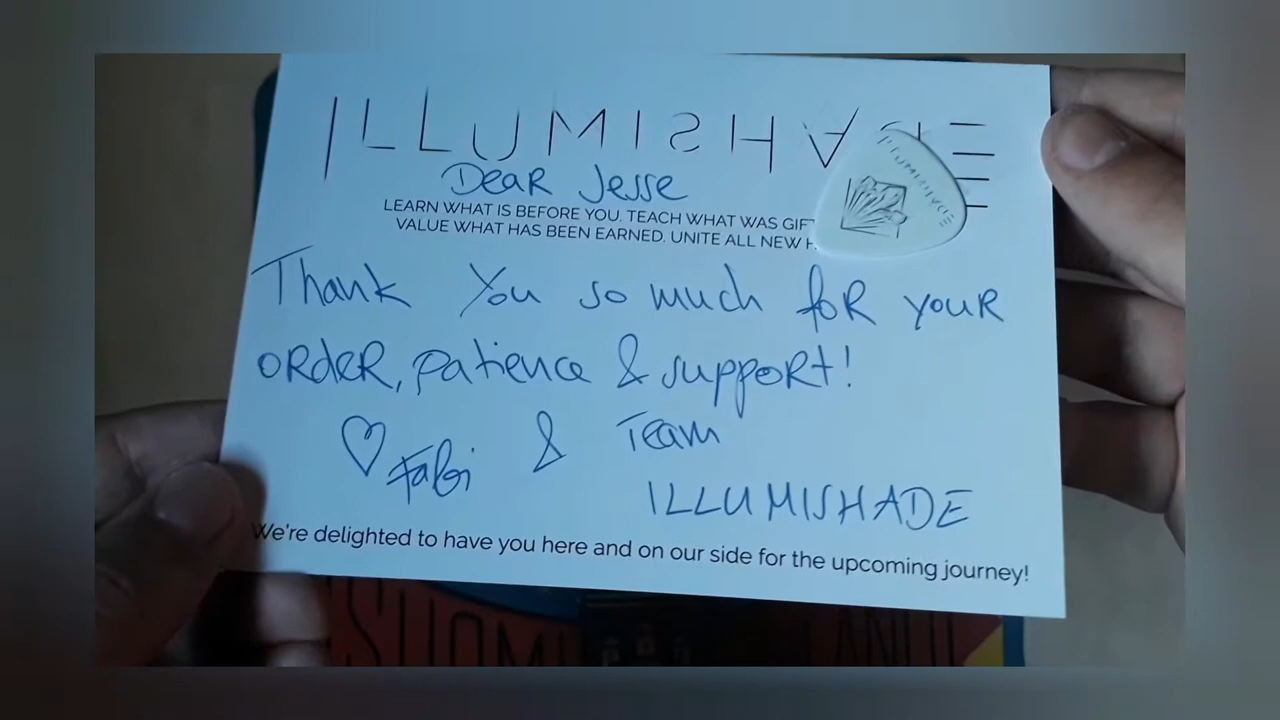 ILLUMISHADE
Dear Jesse
ILLUMISHADE
LEARN WHAT IS BEFORE YOU. TEACH WHAT WAS
VALUE WHAT HAS BEEN EARNED. UNITE ALL NEW
Thank You so much for your
order, patience & support!
♡ Fabi & Team
ILLUMISHADE
We're delighted to have you here and on our side for the upcoming journey!